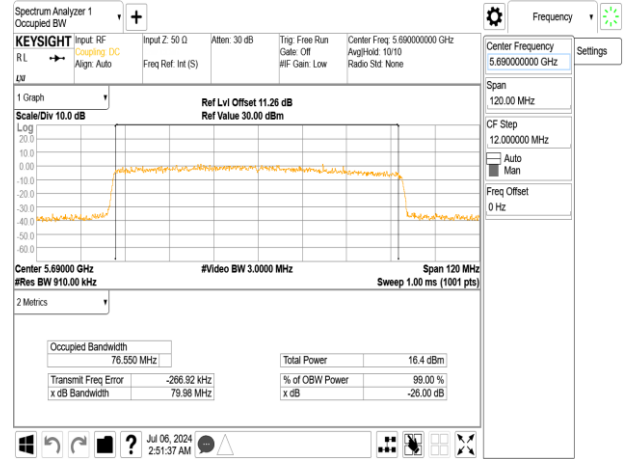 Spectrum Analyzer 1
Occupied BW
Frequency
KEYSIGHT
Input: RF
Coupling: DC
Align: Auto
Input Z: 50 Ω
Freq Ref: Int (S)
Atten: 30 dB
Trig: Free Run
Gate: Off
#IF Gain: Low
Center Freq: 5.690000000 GHz
Avg|Hold: 10/10
Radio Std: None
RL
LXI
Center Frequency
5.690000000 GHz
Settings
Span
120.00 MHz
CF Step
12.000000 MHz
Auto
Man
Freq Offset
0 Hz
1 Graph
Ref Lvl Offset 11.26 dB
Scale/Div 10.0 dB
Ref Value 30.00 dBm
Log
20.0
10.0
0.00
-10.0
-20.0
-30.0
-40.0
-50.0
-60.0
Center 5.69000 GHz
#Video BW 3.0000 MHz
Span 120 MHz
#Res BW 910.00 kHz
Sweep 1.00 ms (1001 pts)
2 Metrics
Occupied Bandwidth
76.550 MHz
Total Power
16.4 dBm
Transmit Freq Error
-266.92 kHz
% of OBW Power
99.00 %
x dB Bandwidth
79.98 MHz
x dB
-26.00 dB
?
Jul 06, 2024
2:51:37 AM